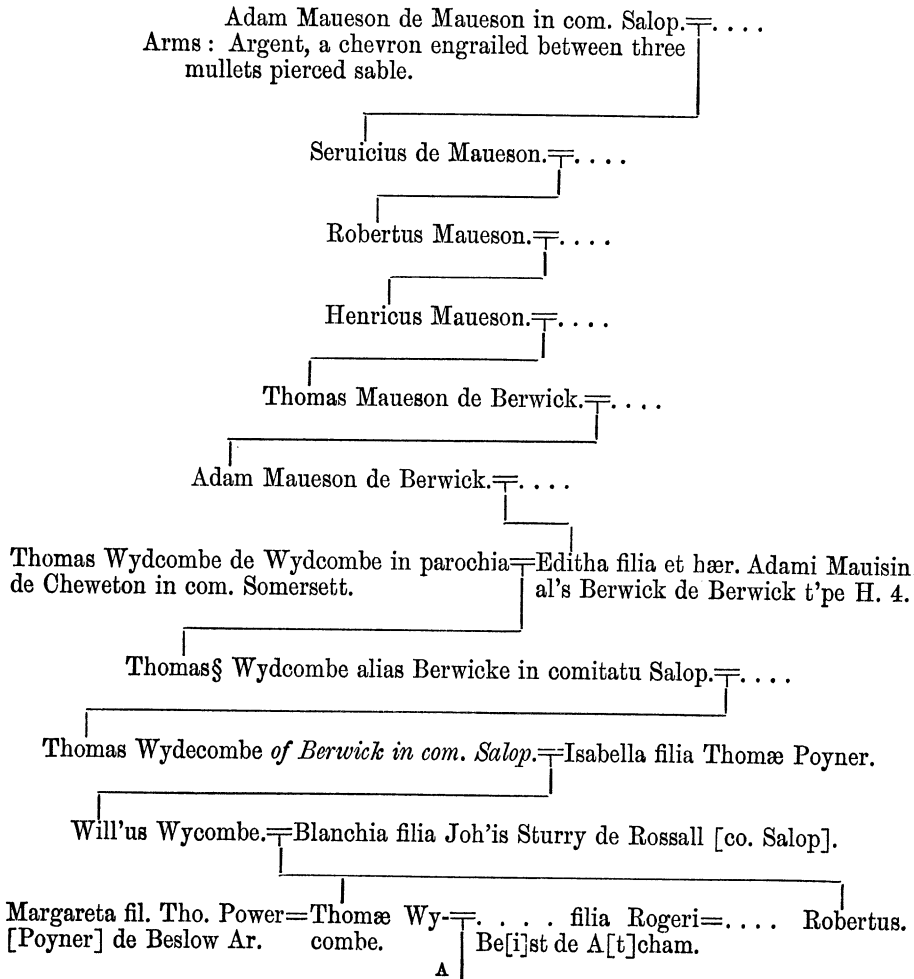 Adam Maueson de Maueson in com. Salop.=. . . .
Arms : Argent, a chevron engrailed between three
mullets pierced sable.
Seruicius de Maueson.=. . . .
Robertus Maueson.=. . . .
Henricus Maueson.=. . . .
Thomas Maueson de Berwick.=. . . .
Adam Maueson de Berwick.=. . . .
Thomas Wydcombe de Wydcombe in parochia=Editha filia et hær. Adami Mauisin
de Cheweton in com. Somersett. al's Berwick de Berwick t'pe H. 4.
Thomas§ Wydcombe alias Berwicke in comitatu Salop.=. . . .
Thomas Wydecombe of Berwick in com. Salop.=Isabella filia Thomæ Poyner.
Will'us Wycombe.=Blanchia filia Joh'is Sturry de Rossall [co. Salop].
Margareta fil. Tho. Power=Thomæ Wy-=. . . . filia Rogeri=. . . . Robertus.
[Poyner] de Beslow Ar. combe. Be[i]st de A[t]cham.
A